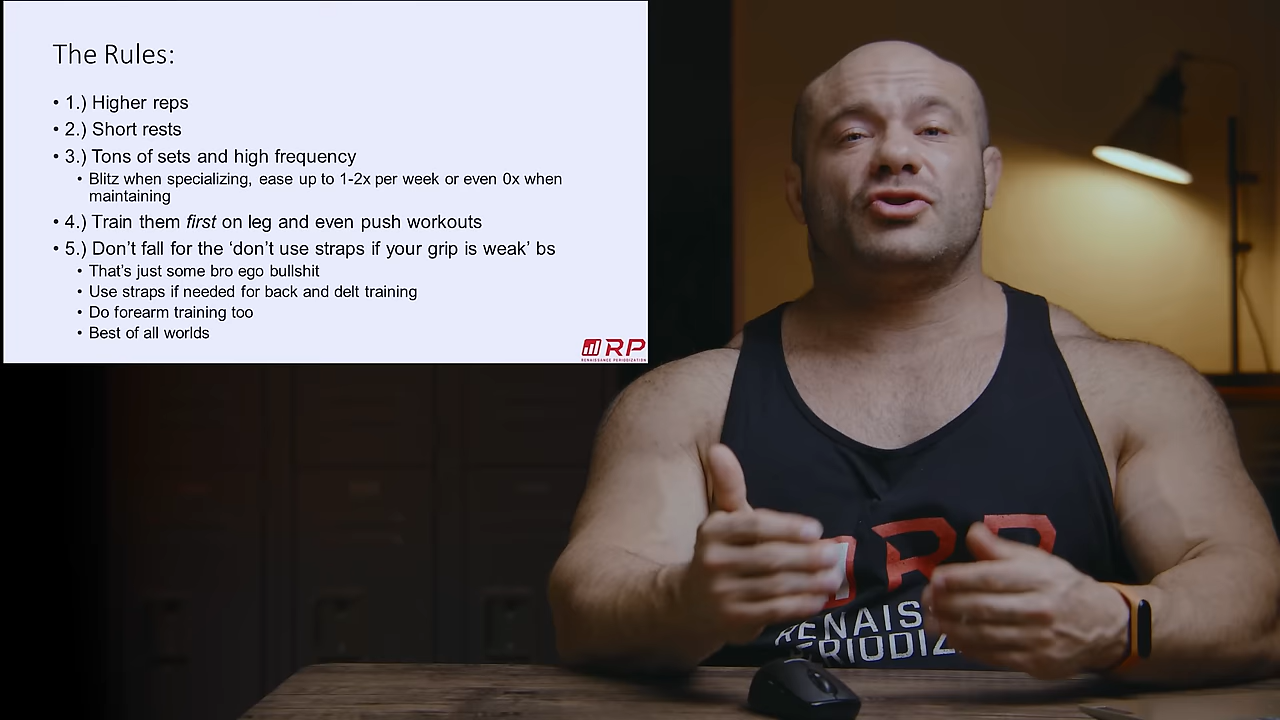 The Rules:
• 1.) Higher reps
• 2.) Short rests
• 3.) Tons of sets and high frequency
• Blitz when specializing, ease up to 1-2x per week or even 0x when
maintaining
• 4.) Train them first on leg and even push workouts
• 5.) Don't fall for the 'don't use straps if your grip is weak' bs
• That's just some bro ego bullshit
• Use straps if needed for back and delt training
• Do forearm training too
• Best of all worlds
RP
RENAISSANCE PERIODIZATION
RP
RENAIS
PERIODIZ